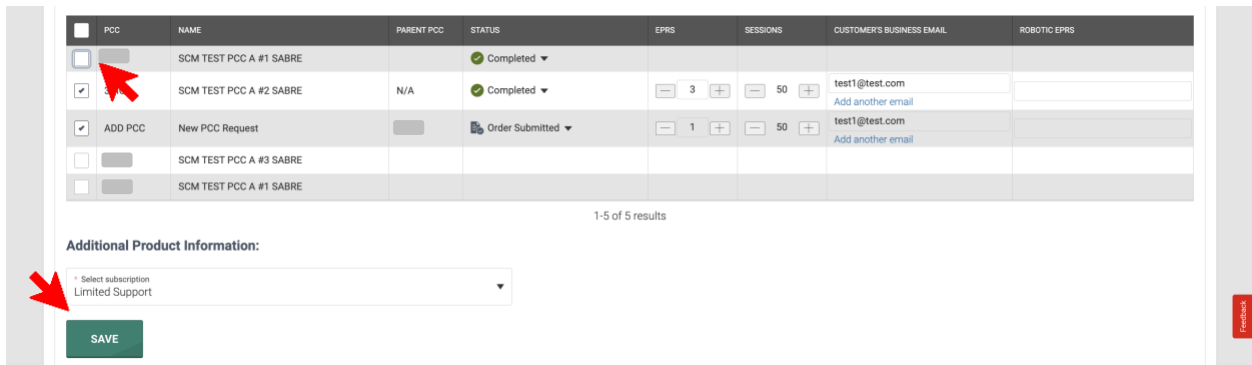 PCC NAME PARENT PCC STATUS EPRS SESSIONS CUSTOMER'S BUSINESS EMAIL ROBOTIC EPRS
SCM TEST PCC A #1 SABRE Completed
SCM TEST PCC A #2 SABRE N/A Completed 3 50 test1@test.com
Add another email
ADD PCC New PCC Request Order Submitted 1 50 test1@test.com
Add another email
SCM TEST PCC A #3 SABRE
SCM TEST PCC A #1 SABRE
1-5 of 5 results
Additional Product Information:
* Select subscription
Limited Support
SAVE
Feedback